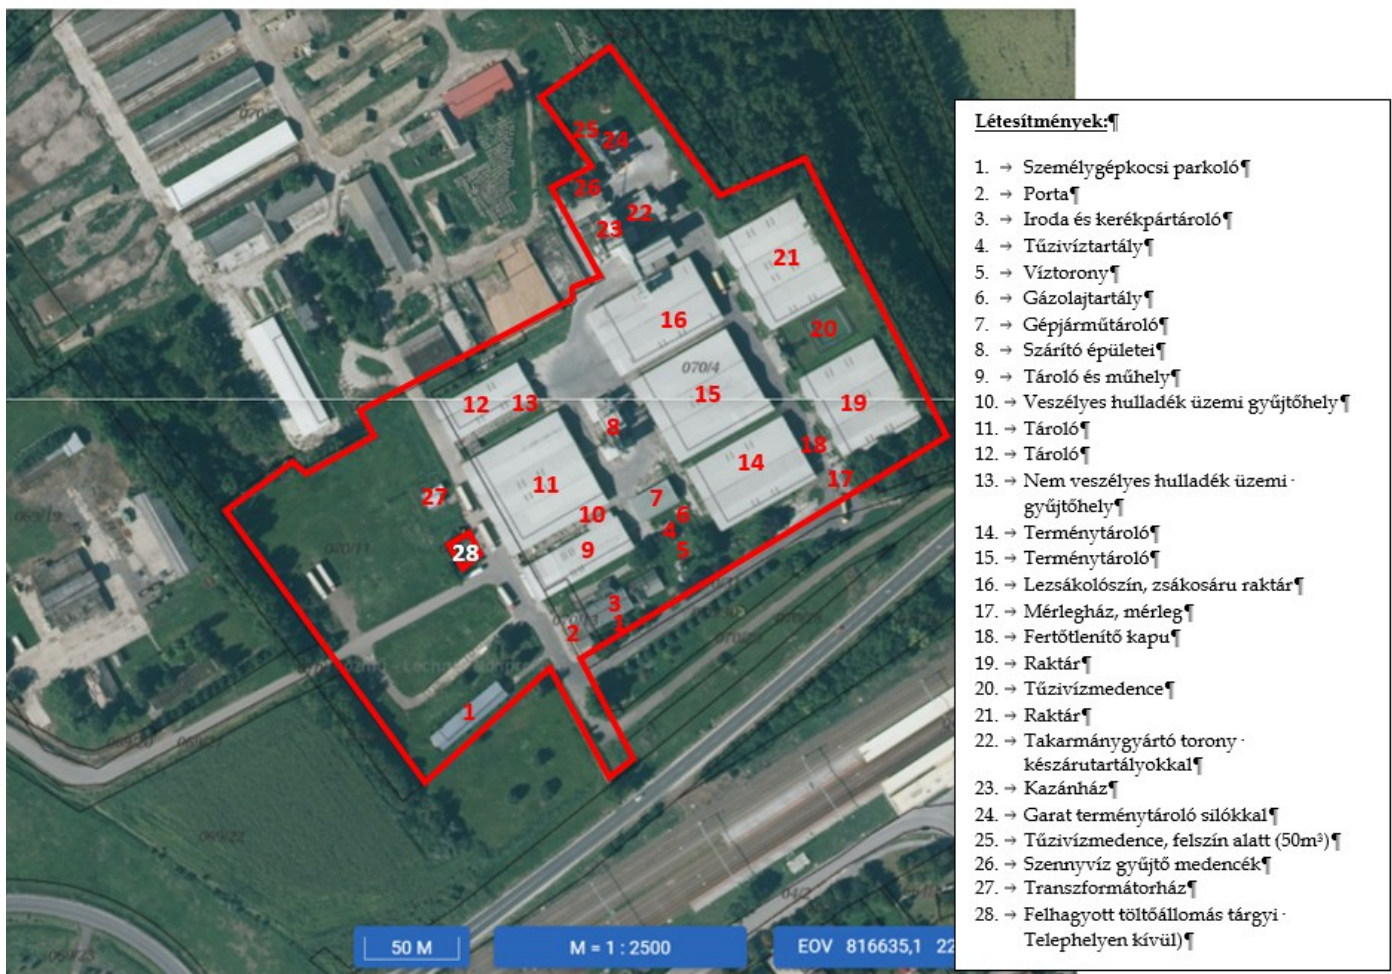 Létesítmények:¶
1. → Személygépkocsi parkoló¶
2. → Porta¶
3. → Iroda és kerékpártároló¶
4. → Tűzivíztartály¶
5. → Víztorony¶
6. → Gázolajtartály¶
7. → Gépjárműtároló¶
8. → Szárító épületei¶
9. → Tároló és műhely¶
10. → Veszélyes hulladék üzemi gyűjtőhely¶
11. → Tároló¶
12. → Tároló¶
13. → Nem veszélyes hulladék üzemi·
gyűjtőhely¶
14. → Terménytároló¶
15. → Terménytároló¶
16. → Lezsákolószín, zsákosáru raktár¶
17. → Mérlegház, mérleg¶
18. → Fertőtlenítő kapu¶
19. → Raktár¶
20. → Tűzivízmedence¶
21. → Raktár¶
22. → Takarmánygyártó torony·
készárutartályokkal¶
23. → Kazánház¶
24. → Garat terménytároló silókkal¶
25. → Tűzivízmedence, felszín alatt (50m³)¶
26. → Szennyvíz gyűjtő medencék¶
27. → Transzformátorház¶
28. → Felhagyott töltőállomás tárgyi·
Telephelyen kívül)¶
25
24
26
22
23
21
16
20
070/4
15
12
13
19
8
18
14
11
17
27
7
10
6
4
28
9
5
070/11
3
1
2
1
069/22
04/2
50 M
M = 1 : 2500
EOV 816635,1 22